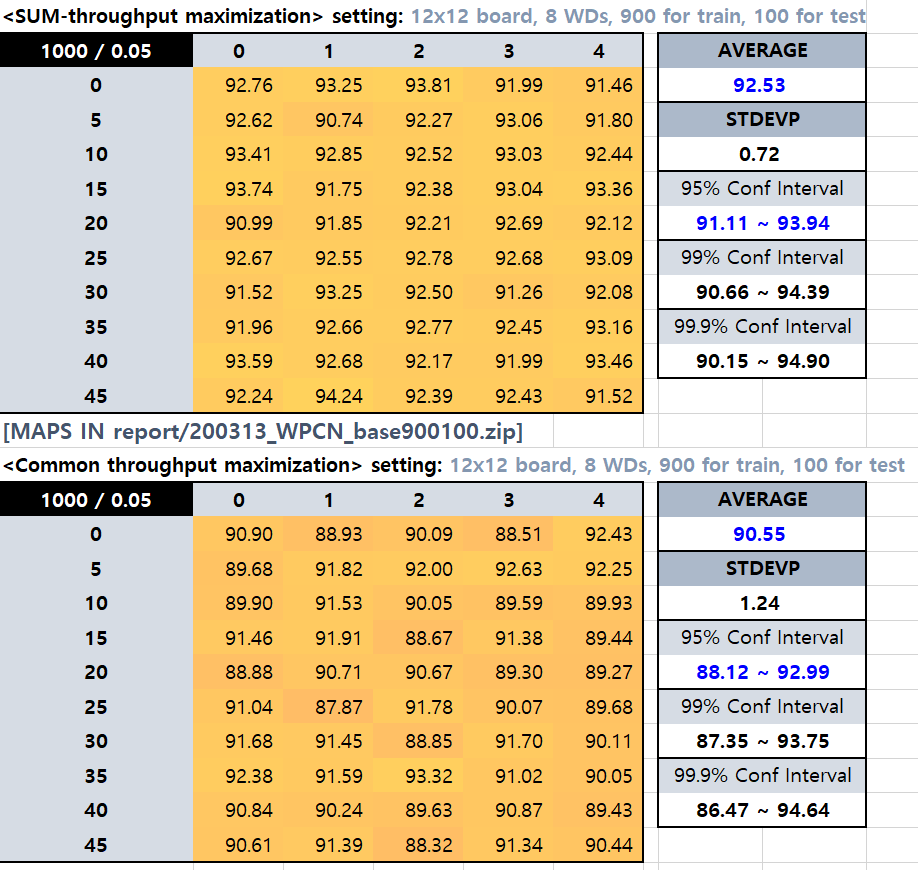 <SUM-throughput maximization> setting: 12x12 board, 8 WDs, 900 for train, 100 for test
1000 / 0.05 0 1 2 3 4 AVERAGE
0 92.76 93.25 93.81 91.99 91.46 92.53
5 92.62 90.74 92.27 93.06 91.80 STDEVP
10 93.41 92.85 92.52 93.03 92.44 0.72
15 93.74 91.75 92.38 93.04 93.36 95% Conf Interval
20 90.99 91.85 92.21 92.69 92.12 91.11 ~ 93.94
25 92.67 92.55 92.78 92.68 93.09 99% Conf Interval
30 91.52 93.25 92.50 91.26 92.08 90.66 ~ 94.39
35 91.96 92.66 92.77 92.45 93.16 99.9% Conf Interval
40 93.59 92.68 92.17 91.99 93.46 90.15 ~ 94.90
45 92.24 94.24 92.39 92.43 91.52
[MAPS IN report/200313_WPCN_base900100.zip]
<Common throughput maximization> setting: 12x12 board, 8 WDs, 900 for train, 100 for test
1000 / 0.05 0 1 2 3 4 AVERAGE
0 90.90 88.93 90.09 88.51 92.43 90.55
5 89.68 91.82 92.00 92.63 92.25 STDEVP
10 89.90 91.53 90.05 89.59 89.93 1.24
15 91.46 91.91 88.67 91.38 89.44 95% Conf Interval
20 88.88 90.71 90.67 89.30 89.27 88.12 ~ 92.99
25 91.04 87.87 91.78 90.07 89.68 99% Conf Interval
30 91.68 91.45 88.85 91.70 90.11 87.35 ~ 93.75
35 92.38 91.59 93.32 91.02 90.05 99.9% Conf Interval
40 90.84 90.24 89.63 90.87 89.43 86.47 ~ 94.64
45 90.61 91.39 88.32 91.34 90.44